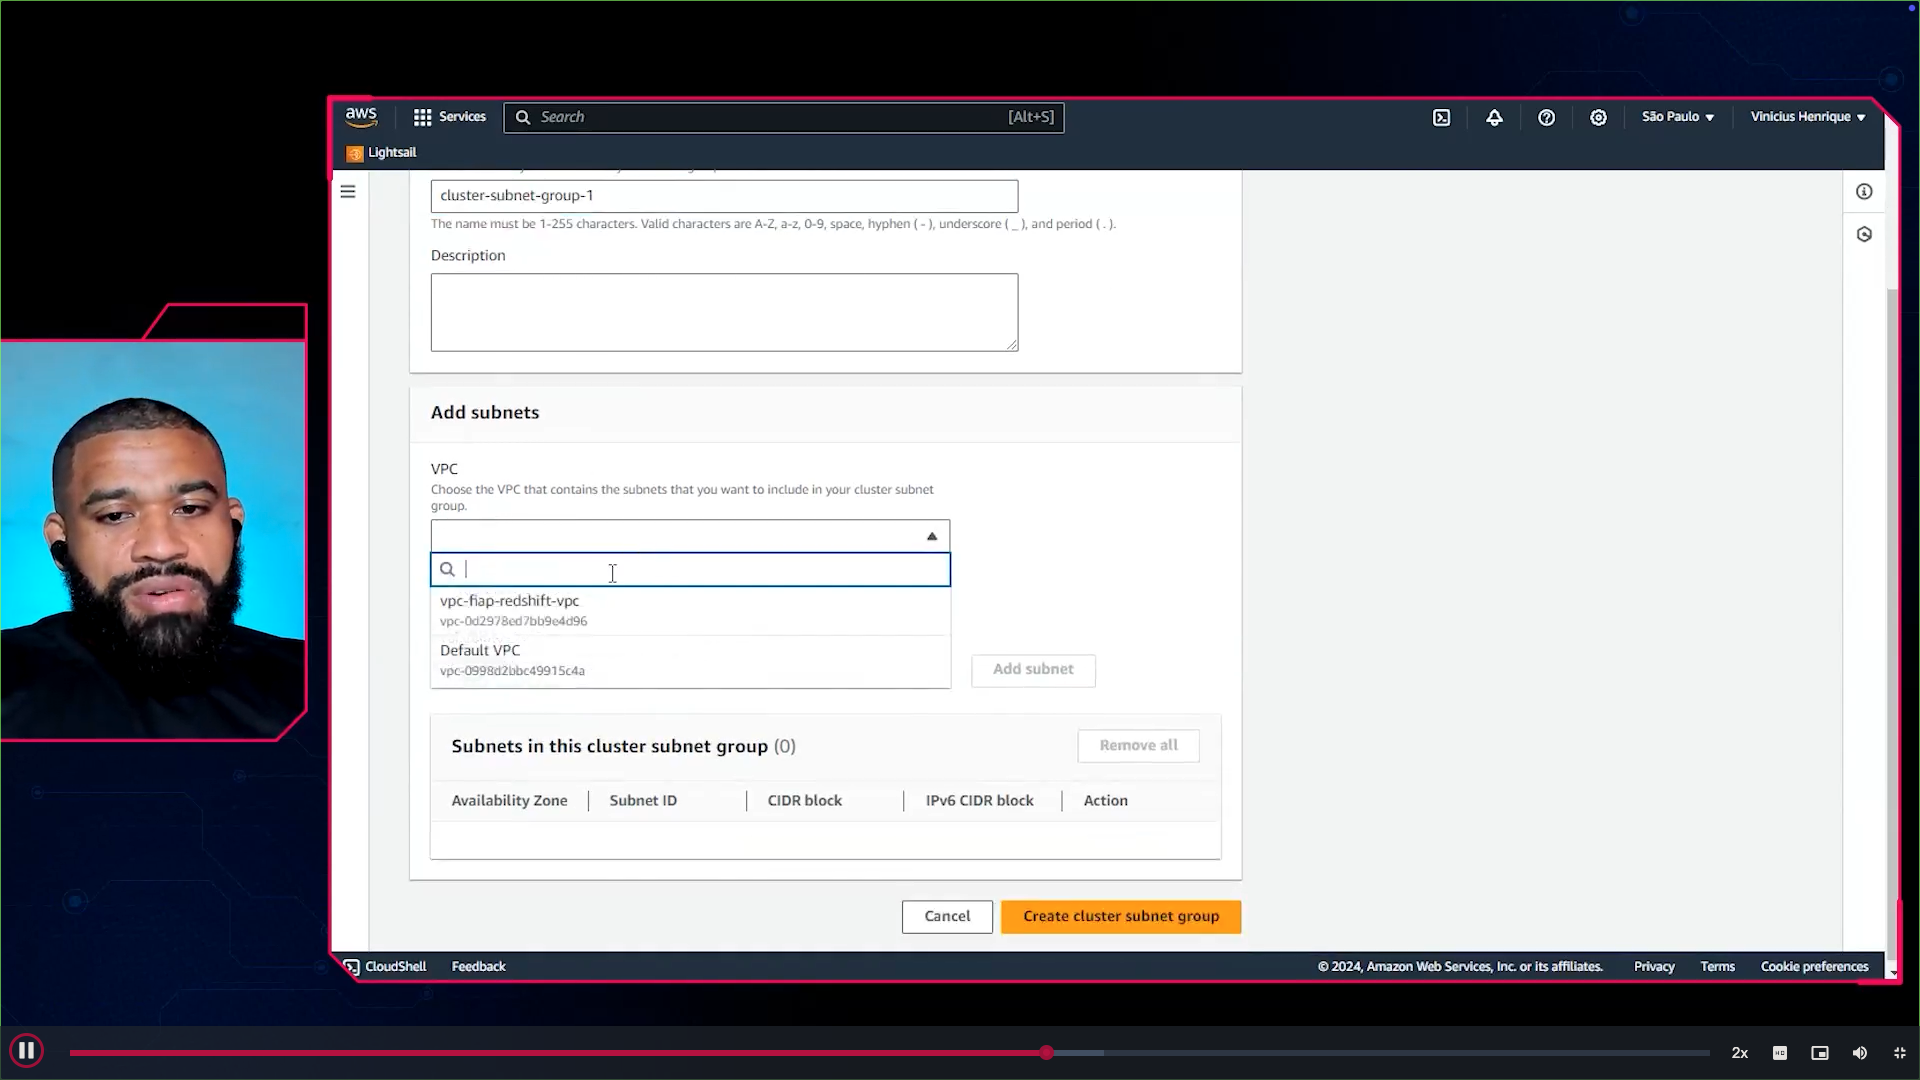 aws
Services
Search
[Alt+S]
São Paulo
Vinicius Henrique
Lightsail
cluster-subnet-group-1
The name must be 1-255 characters. Valid characters are A-Z, a-z, 0-9, space, hyphen ( - ), underscore ( _ ), and period ( . ).
Description
Add subnets
VPC
Choose the VPC that contains the subnets that you want to include in your cluster subnet
group.
vpc-fiap-redshift-vpc
vpc-0d2978ed7bb9e4d96
Default VPC
vpc-0998d2bbc49915c4a
Add subnet
Subnets in this cluster subnet group (0)
Remove all
Availability Zone
Subnet ID
CIDR block
IPv6 CIDR block
Action
Cancel
Create cluster subnet group
CloudShell
Feedback
© 2024, Amazon Web Services, Inc. or its affiliates.
Privacy
Terms
Cookie preferences
2x
HD